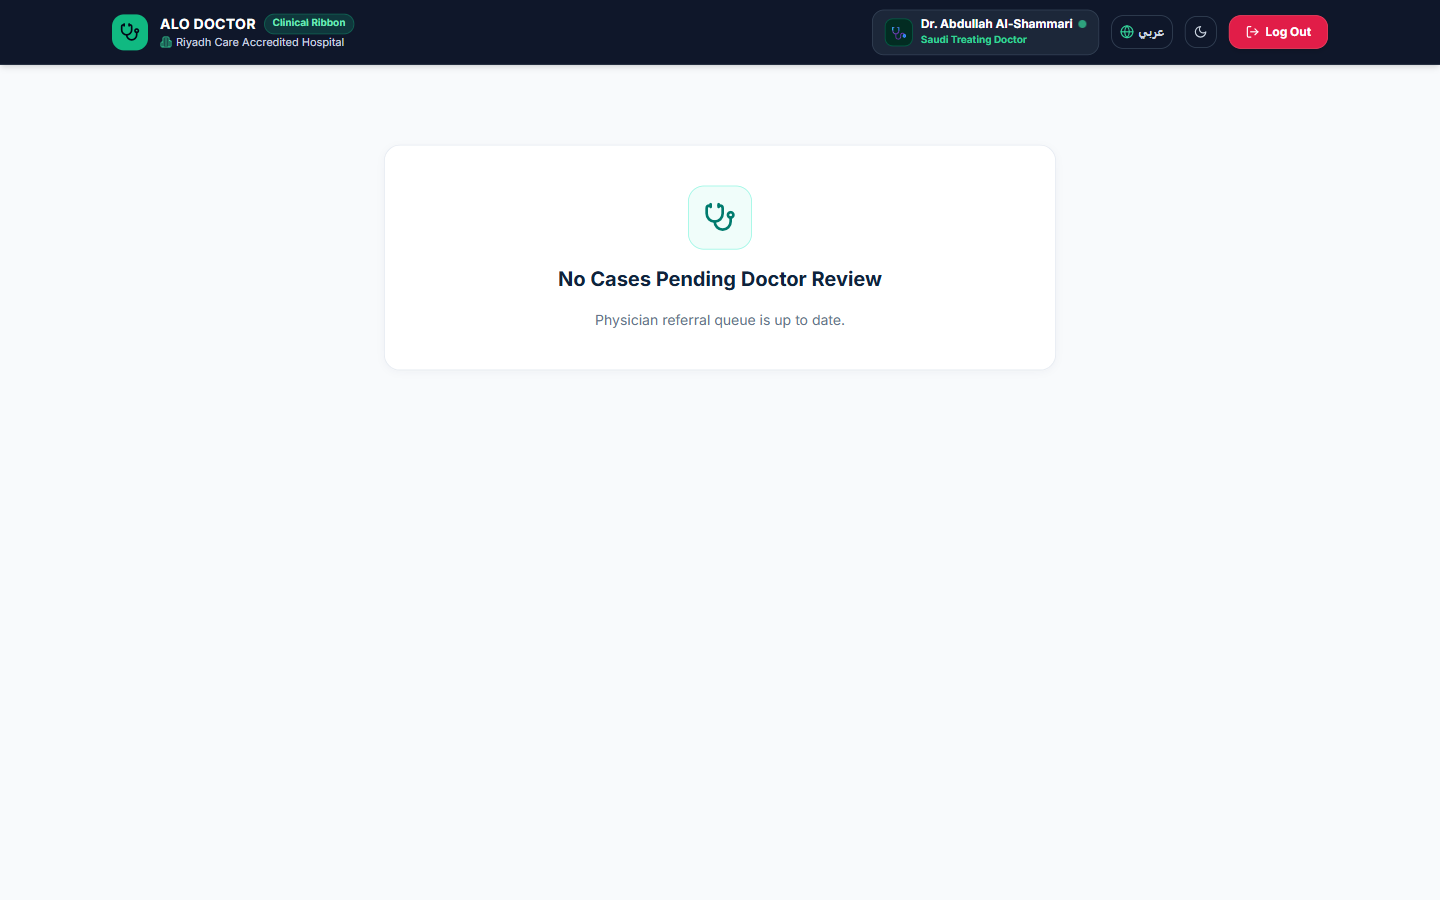 ALO DOCTOR Clinical Ribbon
Riyadh Care Accredited Hospital
Dr. Abdullah Al-Shammari
Saudi Treating Doctor
عربي
Log Out
No Cases Pending Doctor Review
Physician referral queue is up to date.